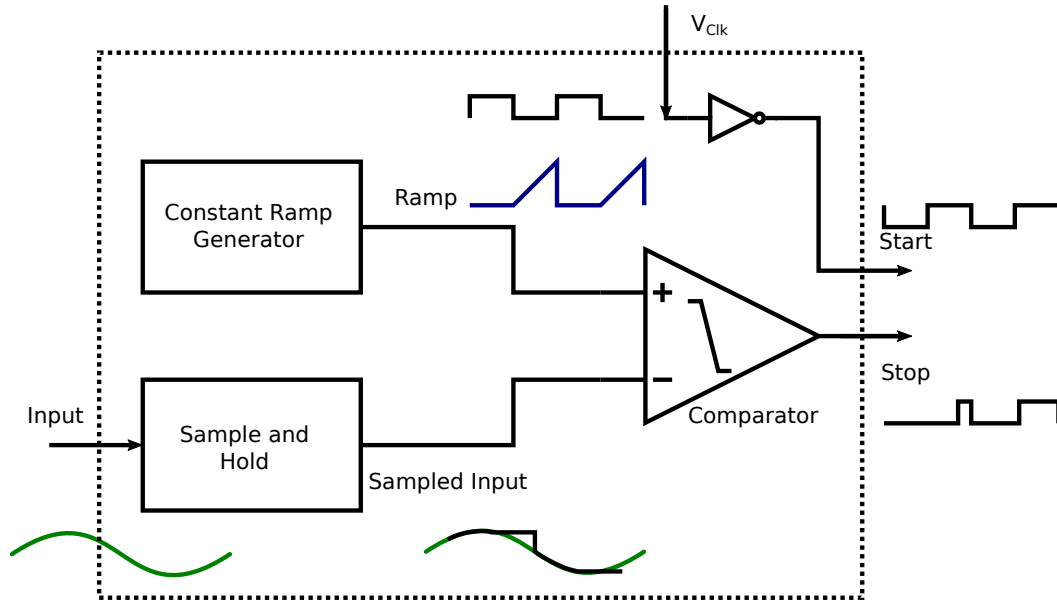 V_Clk
Ramp
Constant Ramp
Generator
Start
+
−
Stop
Input
Comparator
Sample and
Hold
Sampled Input